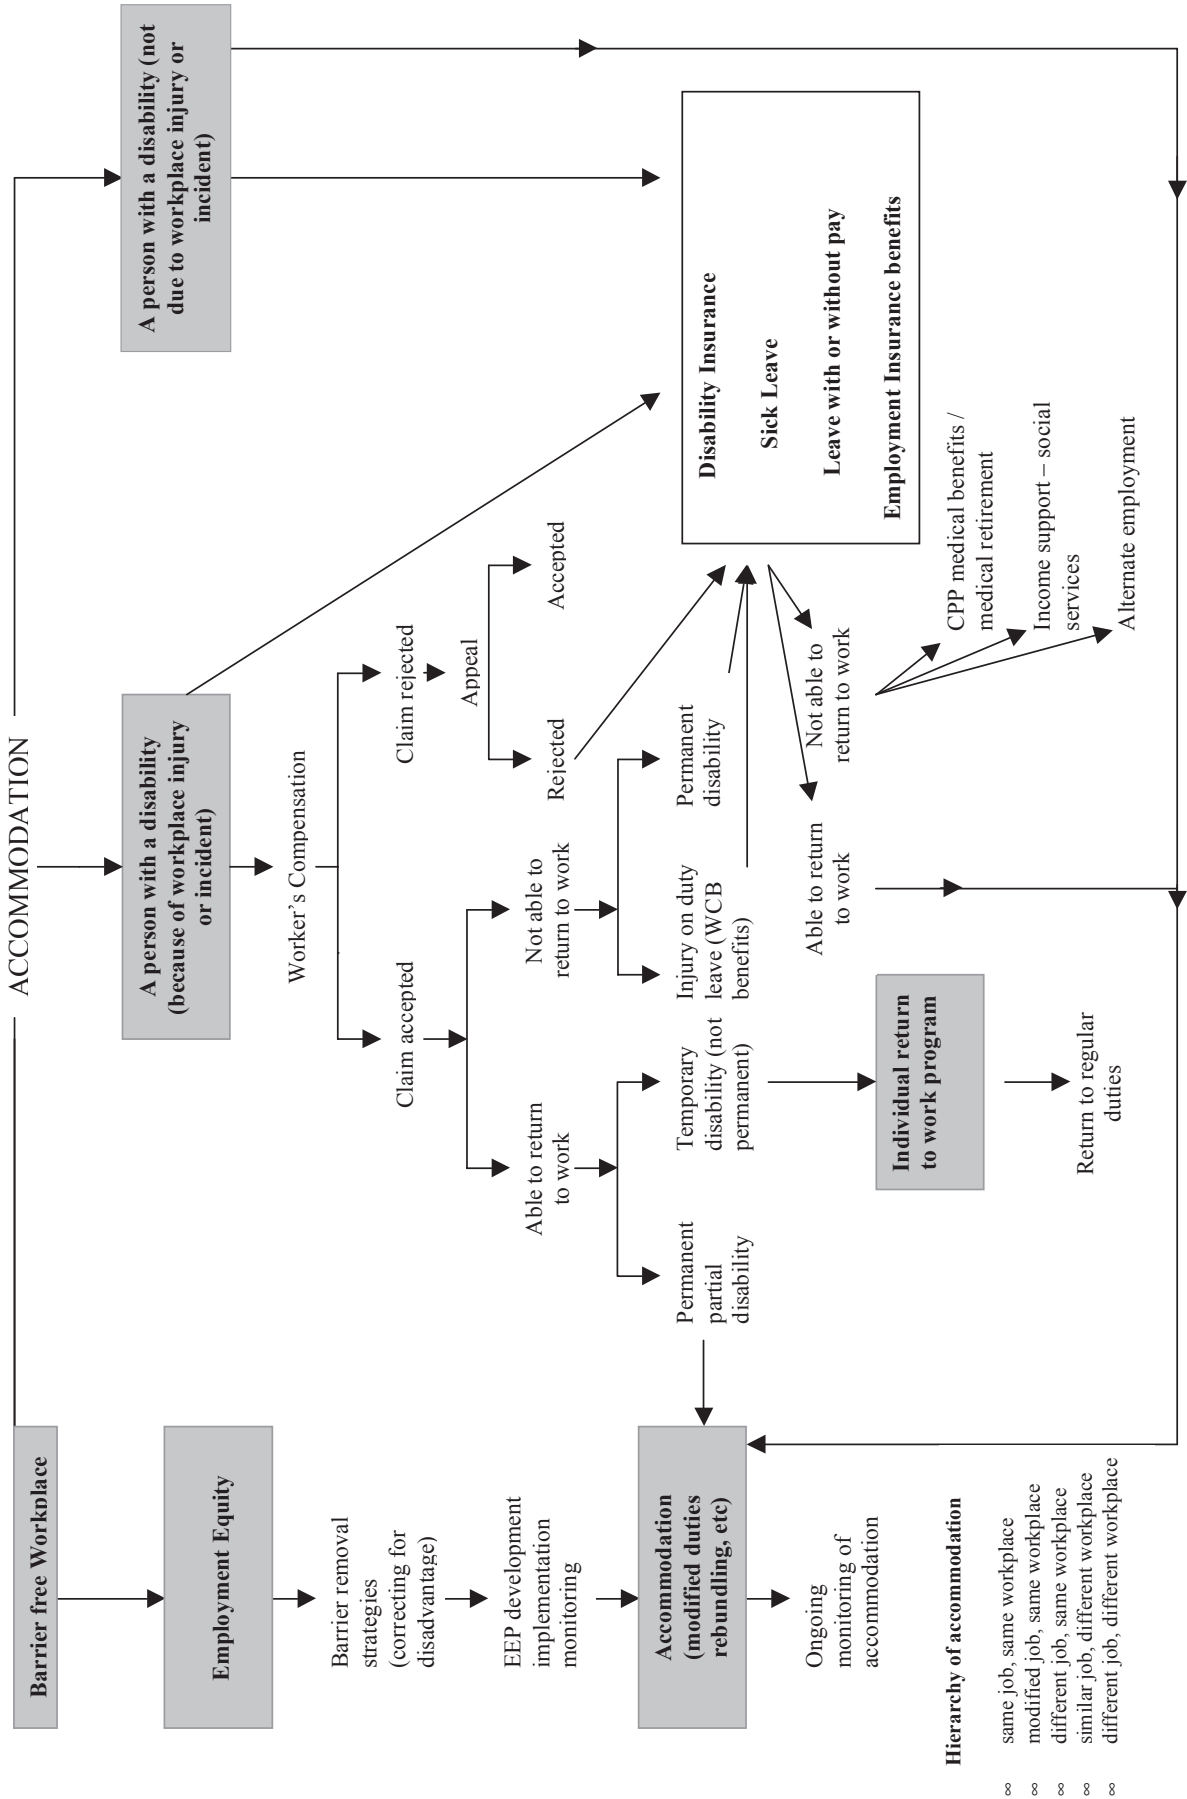 ACCOMMODATION
Barrier free Workplace
Employment Equity
Barrier removal
strategies
(correcting for
disadvantage)
EEP development
implementation
monitoring
Accommodation
(modified duties
rebundling, etc)
Ongoing
monitoring of
accommodation
Hierarchy of accommodation
∞ same job, same workplace
∞ modified job, same workplace
∞ different job, same workplace
∞ similar job, different workplace
∞ different job, different workplace
A person with a disability
(because of workplace injury
or incident)
Worker's Compensation
Claim accepted
Able to return
to work
Permanent
partial
disability
Temporary
disability (not
permanent)
Individual return
to work program
Return to regular
duties
Not able to
return to work
Injury on duty
leave (WCB
benefits)
Permanent
disability
Claim rejected
Appeal
Rejected
Accepted
A person with a disability (not
due to workplace injury or
incident)
Disability Insurance
Sick Leave
Leave with or without pay
Employment Insurance benefits
Able to return
to work
Not able to
return to work
CPP medical benefits /
medical retirement
Income support – social
services
Alternate employment